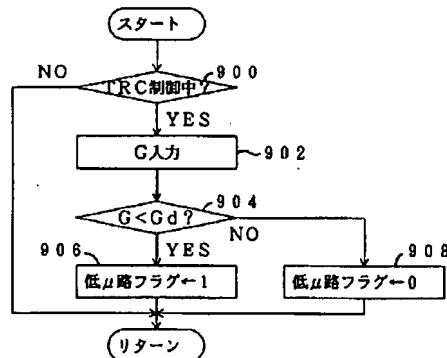 スタート
NO
900
TRC制御中?
YES
G入力
902
904
G<Gd?
906
YES
NO
908
低μ路フラグ←1
低μ路フラグ←0
リターン